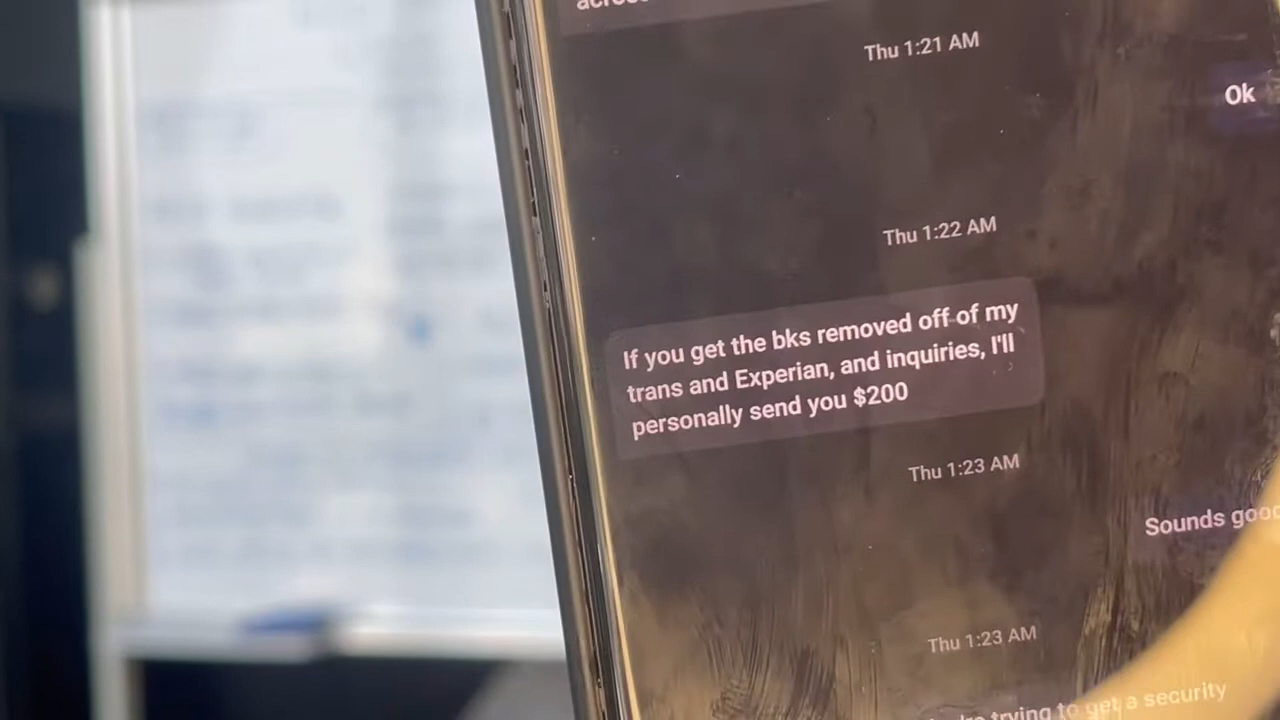 Thu 1:21 AM
Ok
Thu 1:22 AM
If you get the bks removed off of my
trans and Experian, and inquiries, I'll
personally send you $200
Thu 1:23 AM
Sounds good
Thu 1:23 AM
trying to get a security